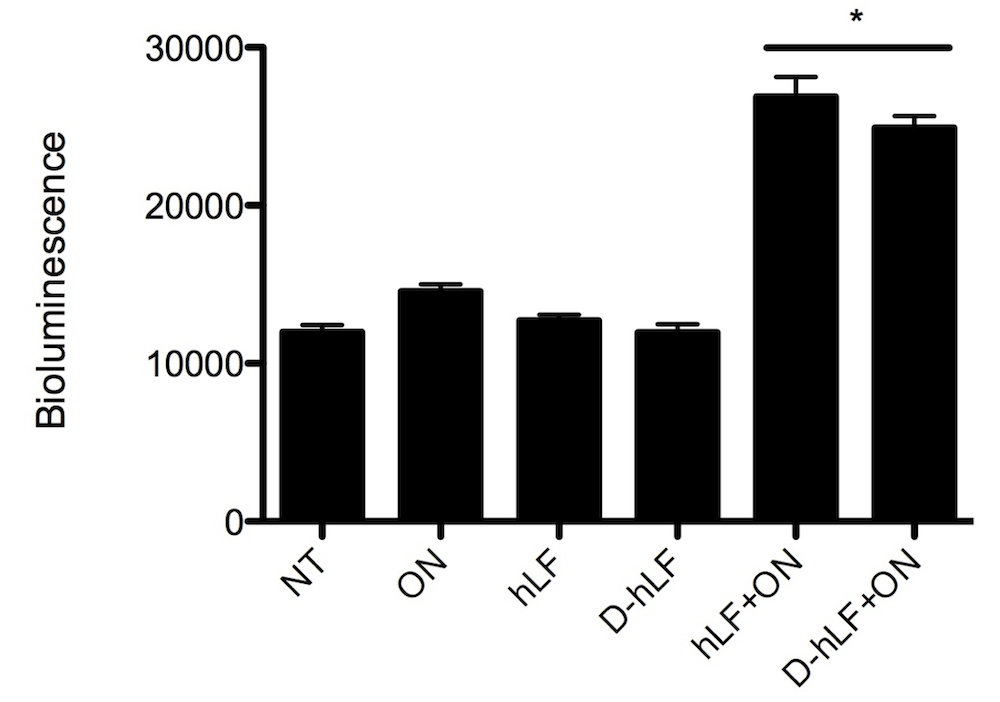 *
30000
20000
10000
0
Bioluminescence
NT
ON
hLF
D-hLF
hLF+ON
D-hLF+ON